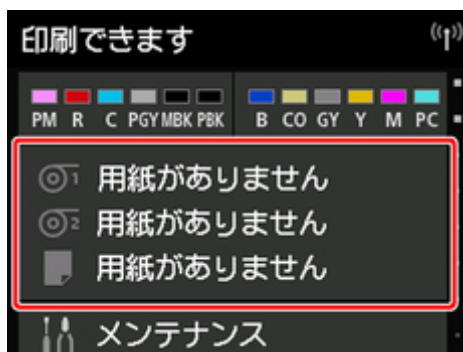 印刷できます
PM R C PGY MBK PBK B CO GY Y M PC
1 用紙がありません
2 用紙がありません
用紙がありません
メンテナンス